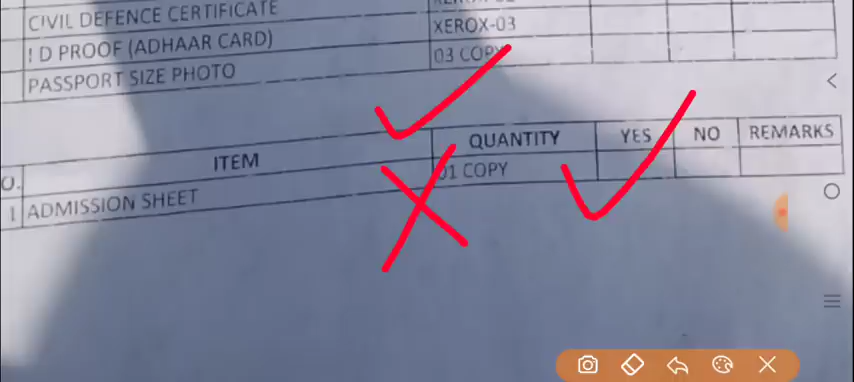 CIVIL DEFENCE CERTIFICATE
I D PROOF (ADHAAR CARD) XEROX-03
PASSPORT SIZE PHOTO 03 COPY
O. ITEM QUANTITY YES NO REMARKS
1 ADMISSION SHEET 01 COPY